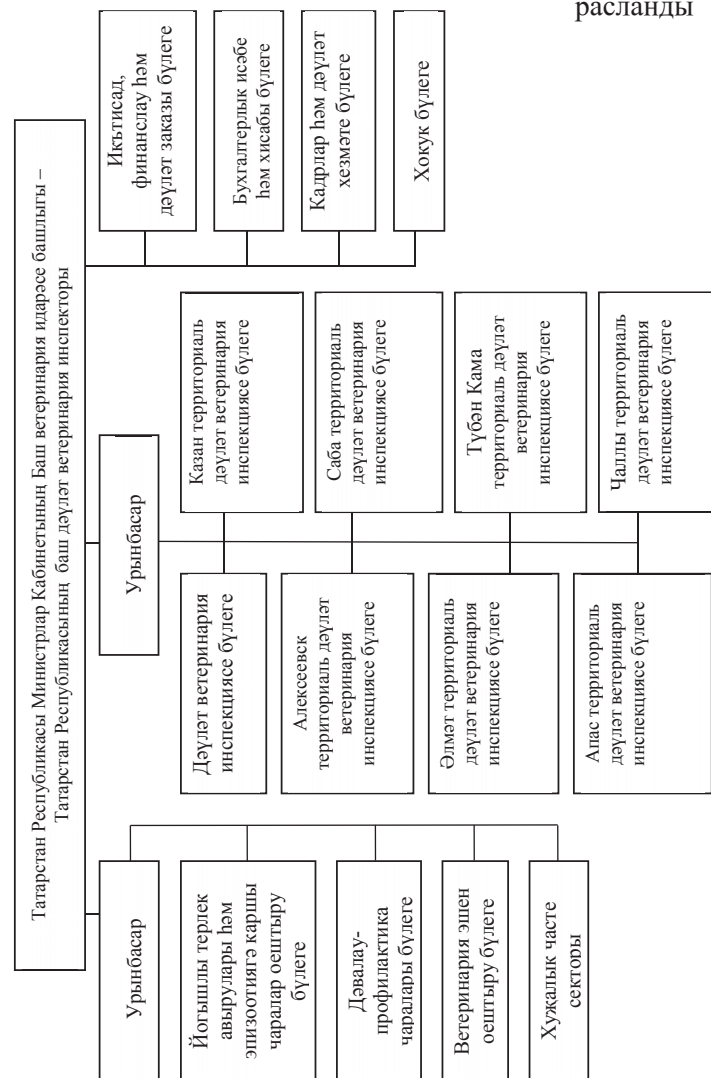 расланды
Татарстан Республикасы Министрлар Кабинетының Баш ветеринария идарәсе башлыгы –
Татарстан Республикасының баш дәүләт ветеринария инспекторы
Урынбасар
Йогышлы терлек
авырулары һәм
эпизоотиягә каршы
чаралар оештыру
бүлеге
Дәвалау-
профилактика
чаралары бүлеге
Ветеринария эшен
оештыру бүлеге
Хуҗалык часте
секторы
Урынбасар
Дәүләт ветеринария
инспекциясе бүлеге
Казан территориаль
дәүләт ветеринария
инспекциясе бүлеге
Алексеевск
территориаль дәүләт
ветеринария
инспекциясе бүлеге
Саба территориаль
дәүләт ветеринария
инспекциясе бүлеге
Әлмәт территориаль
дәүләт ветеринария
инспекциясе бүлеге
Түбән Кама
территориаль дәүләт
ветеринария
инспекциясе бүлеге
Апас территориаль
дәүләт ветеринария
инспекциясе бүлеге
Чаллы территориаль
дәүләт ветеринария
инспекциясе бүлеге
Икътисад,
финанслау һәм
дәүләт заказы бүлеге
Бухгалтерлык исәбе
һәм хисабы бүлеге
Кадрлар һәм дәүләт
хезмәте бүлеге
Хокук бүлеге